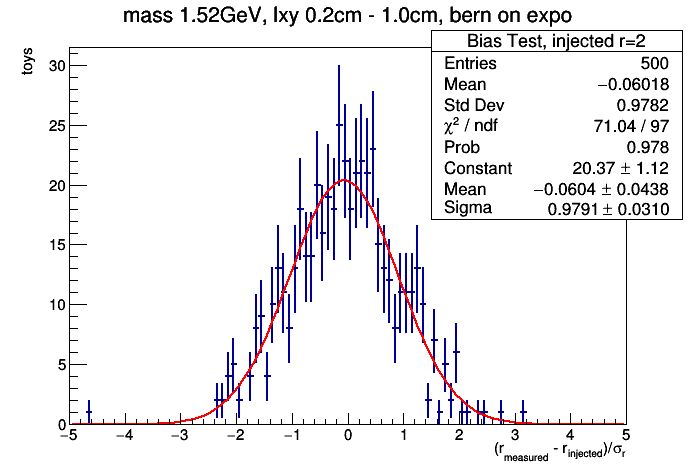 mass 1.52GeV, lxy 0.2cm - 1.0cm, bern on expo
Bias Test, injected r=2
Entries 500
Mean −0.06018
Std Dev 0.9782
χ² / ndf 71.04 / 97
Prob 0.978
Constant 20.37 ± 1.12
Mean −0.0604 ± 0.0438
Sigma 0.9791 ± 0.0310
toys
30
25
20
15
10
5
0
−5 −4 −3 −2 −1 0 1 2 3 4 5
(r_measured - r_injected)/σ_r